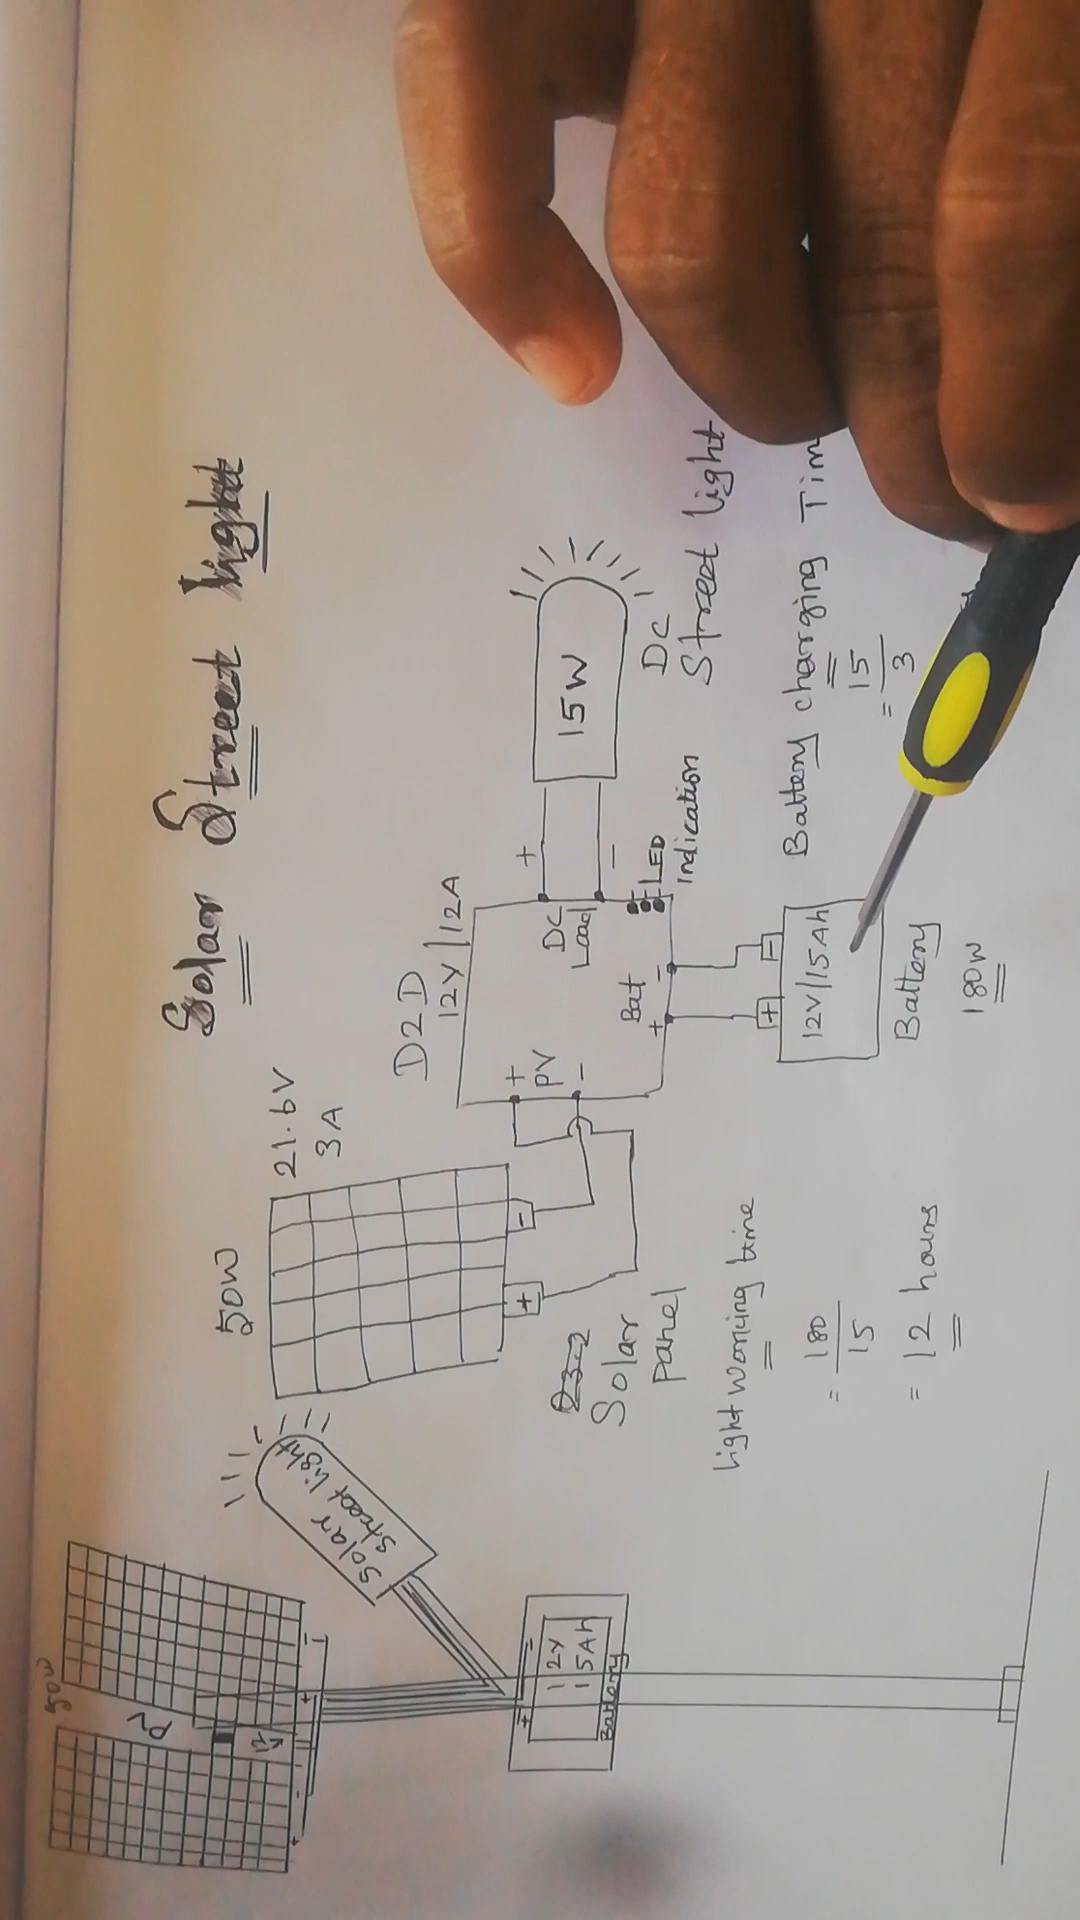 Solar Street light
50W
21.6V
3A
D2D
12V/12A
+
PV
-
DC
Load
+
-
15W
DC
Street light
LED
indication
Bat
+ -
+ -
12V/15Ah
Battery
180W
+ -
Solar
Panel
light working time
= 180
15
= 12 hours
Battery charging Tim
= 15
3
50W
Solar
Street light
+ -
12V
15Ah
Battery